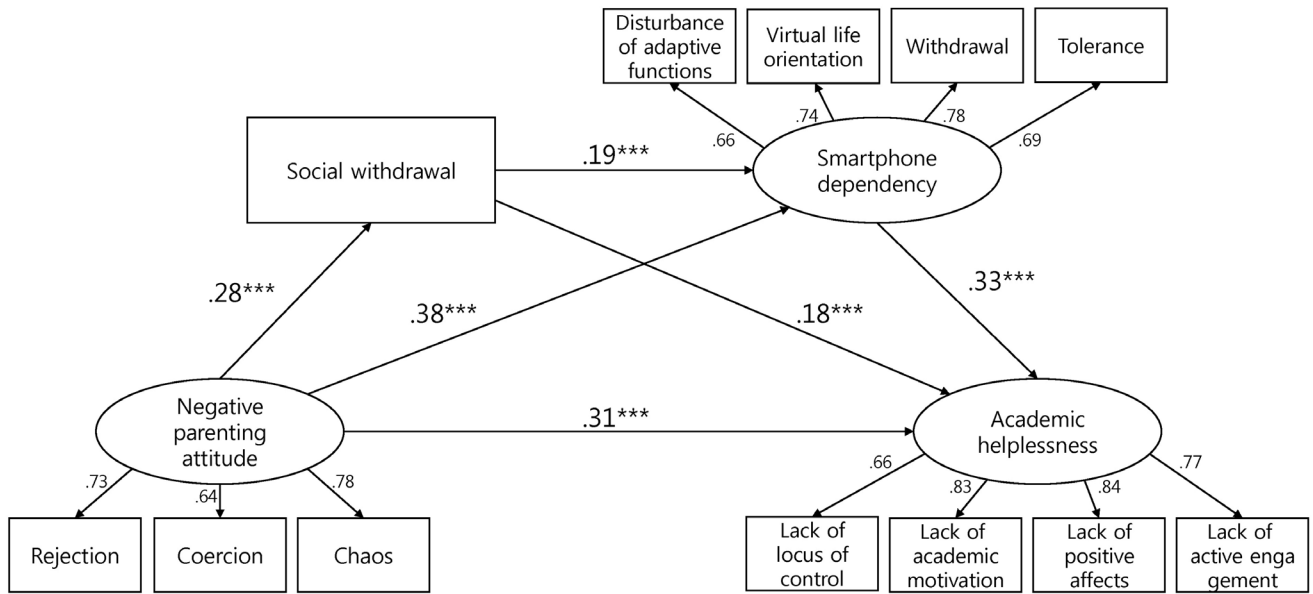 Disturbance
of adaptive
functions
Virtual life
orientation
Withdrawal
Tolerance
.66
.74
.78
.69
Social withdrawal
.19***
Smartphone
dependency
.28***
.38***
.18***
.33***
Negative
parenting
attitude
.31***
Academic
helplessness
.73
.64
.78
.66
.83
.84
.77
Rejection
Coercion
Chaos
Lack of
locus of
control
Lack of
academic
motivation
Lack of
positive
affects
Lack of
active enga
gement